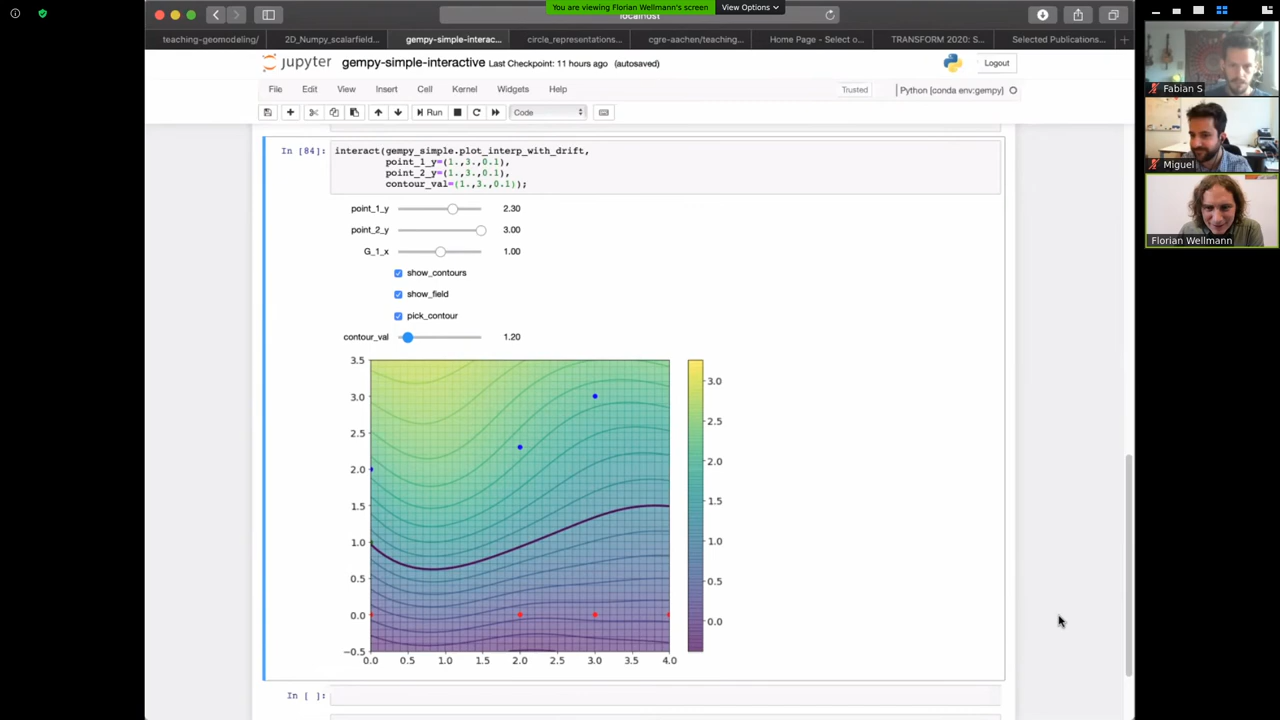 You are viewing Florian Wellmann's screen
View Options
localhost
teaching-geomodeling/
2D_Numpy_scalarfield...
gempy-simple-interac...
circle_representations...
cgre-aachen/teaching...
Home Page - Select o...
TRANSFORM 2020: S...
Selected Publications...
jupyter gempy-simple-interactive Last Checkpoint: 11 hours ago (autosaved)
Logout
File Edit View Insert Cell Kernel Widgets Help
Trusted
Python [conda env:gempy]
Run
Code
In [84]:
interact(gempy_simple.plot_interp_with_drift,
point_1_y=(1.,3.,0.1),
point_2_y=(1.,3.,0.1),
contour_val=(1.,3.,0.1));
point_1_y 2.30
point_2_y 3.00
G_1_x 1.00
show_contours
show_field
pick_contour
contour_val 1.20
3.5
3.0
2.5
2.0
1.5
1.0
0.5
0.0
−0.5
0.0 0.5 1.0 1.5 2.0 2.5 3.0 3.5 4.0
3.0
2.5
2.0
1.5
1.0
0.5
0.0
In [ ]:
Fabian S
Miguel
Florian Wellmann